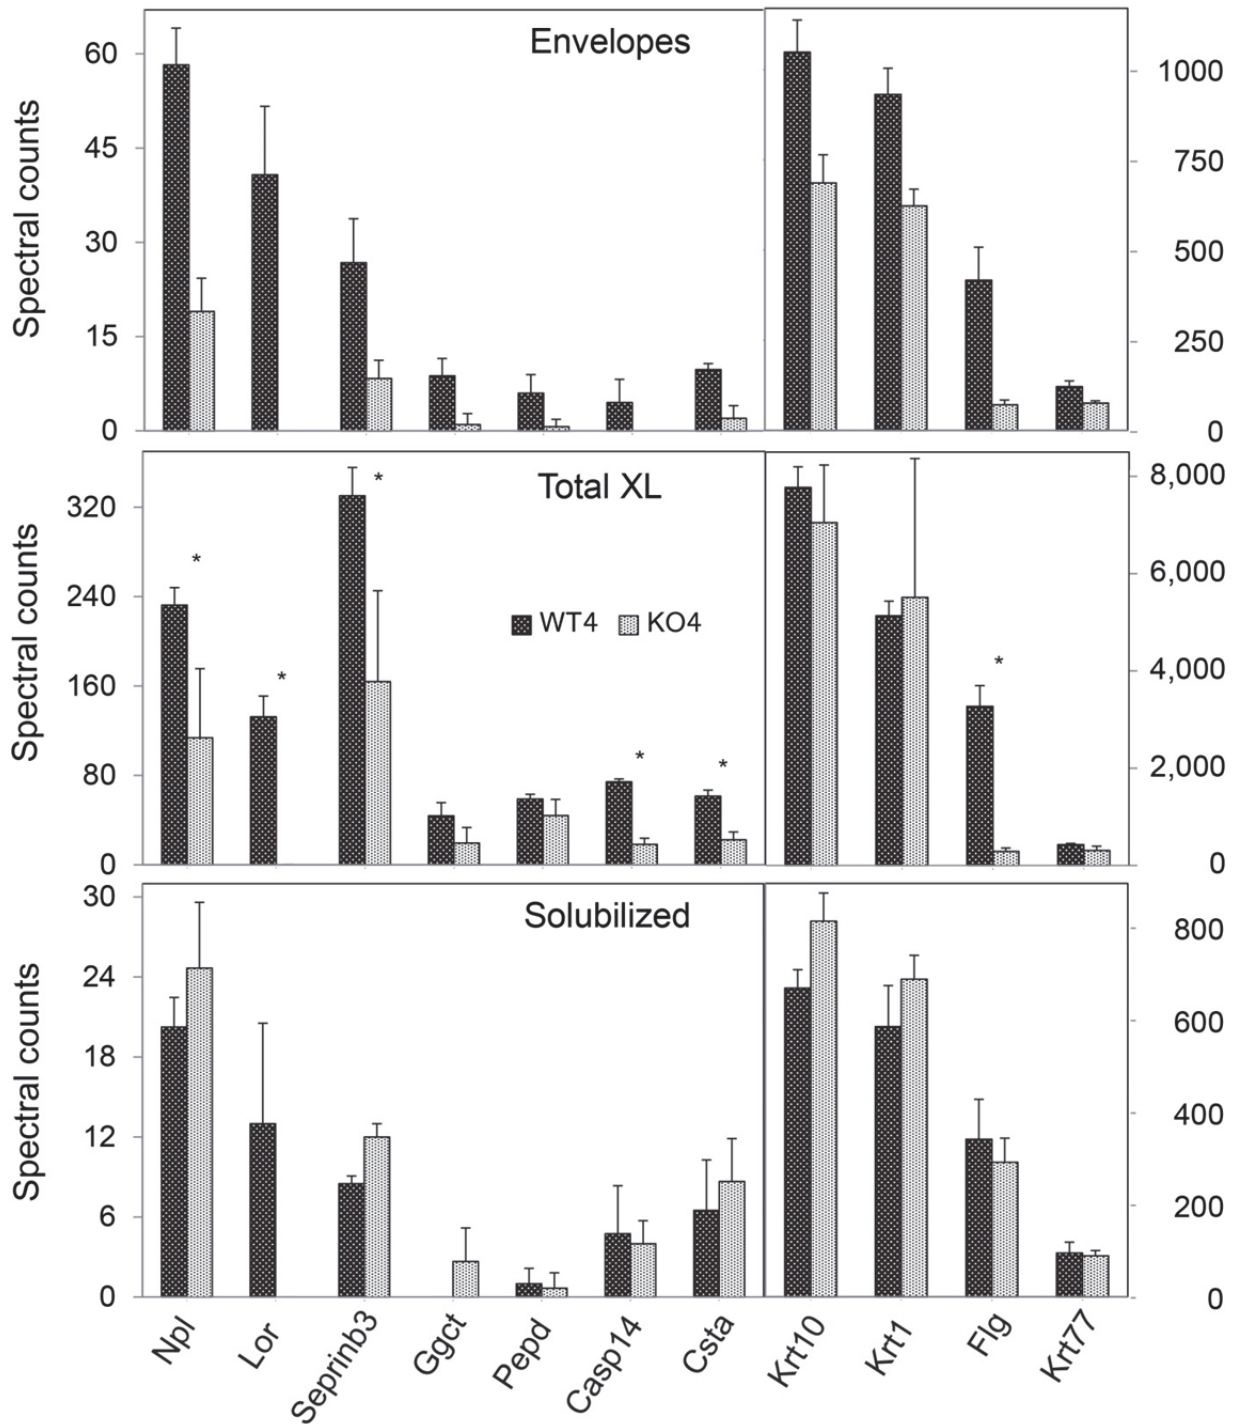 Envelopes
Spectral counts
60
45
30
15
0
1000
750
500
250
0
Total XL
Spectral counts
320
240
160
80
0
* * * * * *
WT4 KO4
8,000
6,000
4,000
2,000
0
Solubilized
Spectral counts
30
24
18
12
6
0
800
600
400
200
0
Npl
Lor
Seprinb3
Ggct
Pepd
Casp14
Csta
Krt10
Krt1
Flg
Krt77